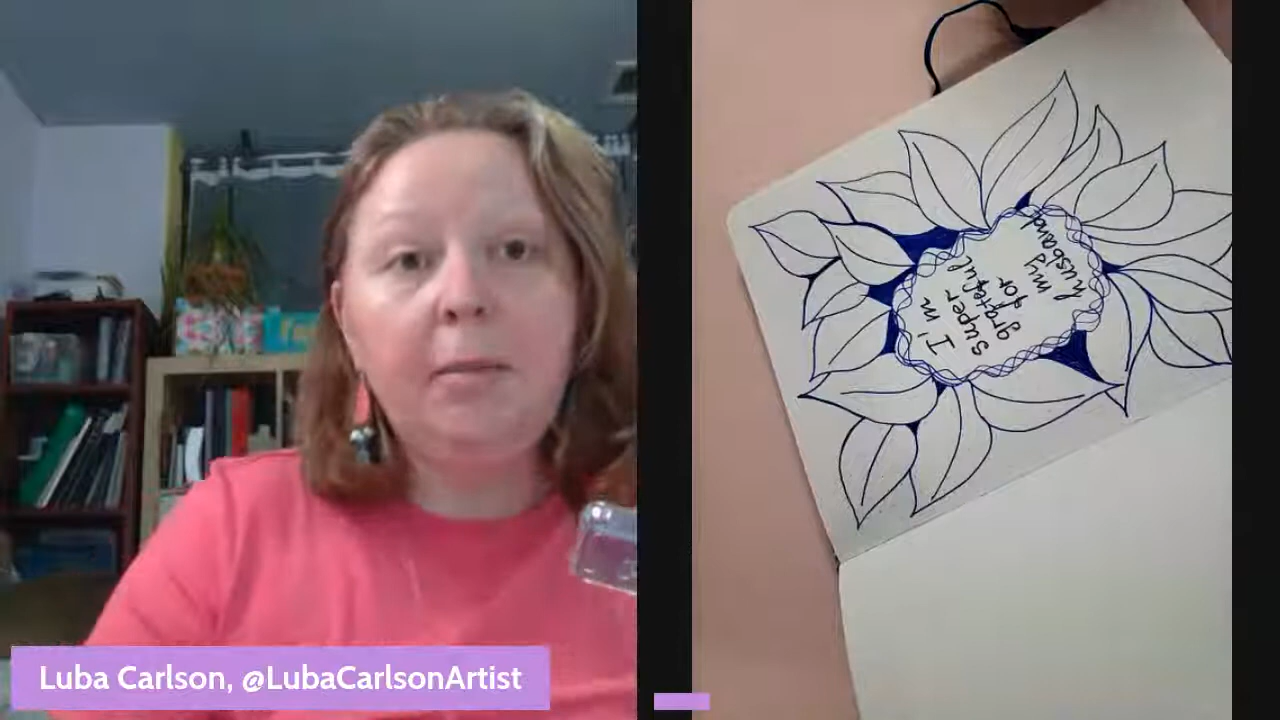 Luba Carlson, @LubaCarlsonArtist
I'm
super
grateful
for
my
husband